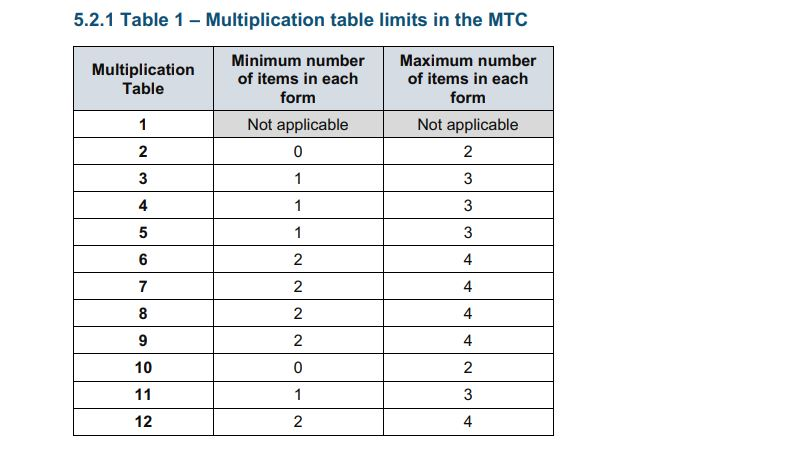 5.2.1 Table 1 – Multiplication table limits in the MTC
Multiplication Table Minimum number of items in each form Maximum number of items in each form
1 Not applicable Not applicable
2 0 2
3 1 3
4 1 3
5 1 3
6 2 4
7 2 4
8 2 4
9 2 4
10 0 2
11 1 3
12 2 4